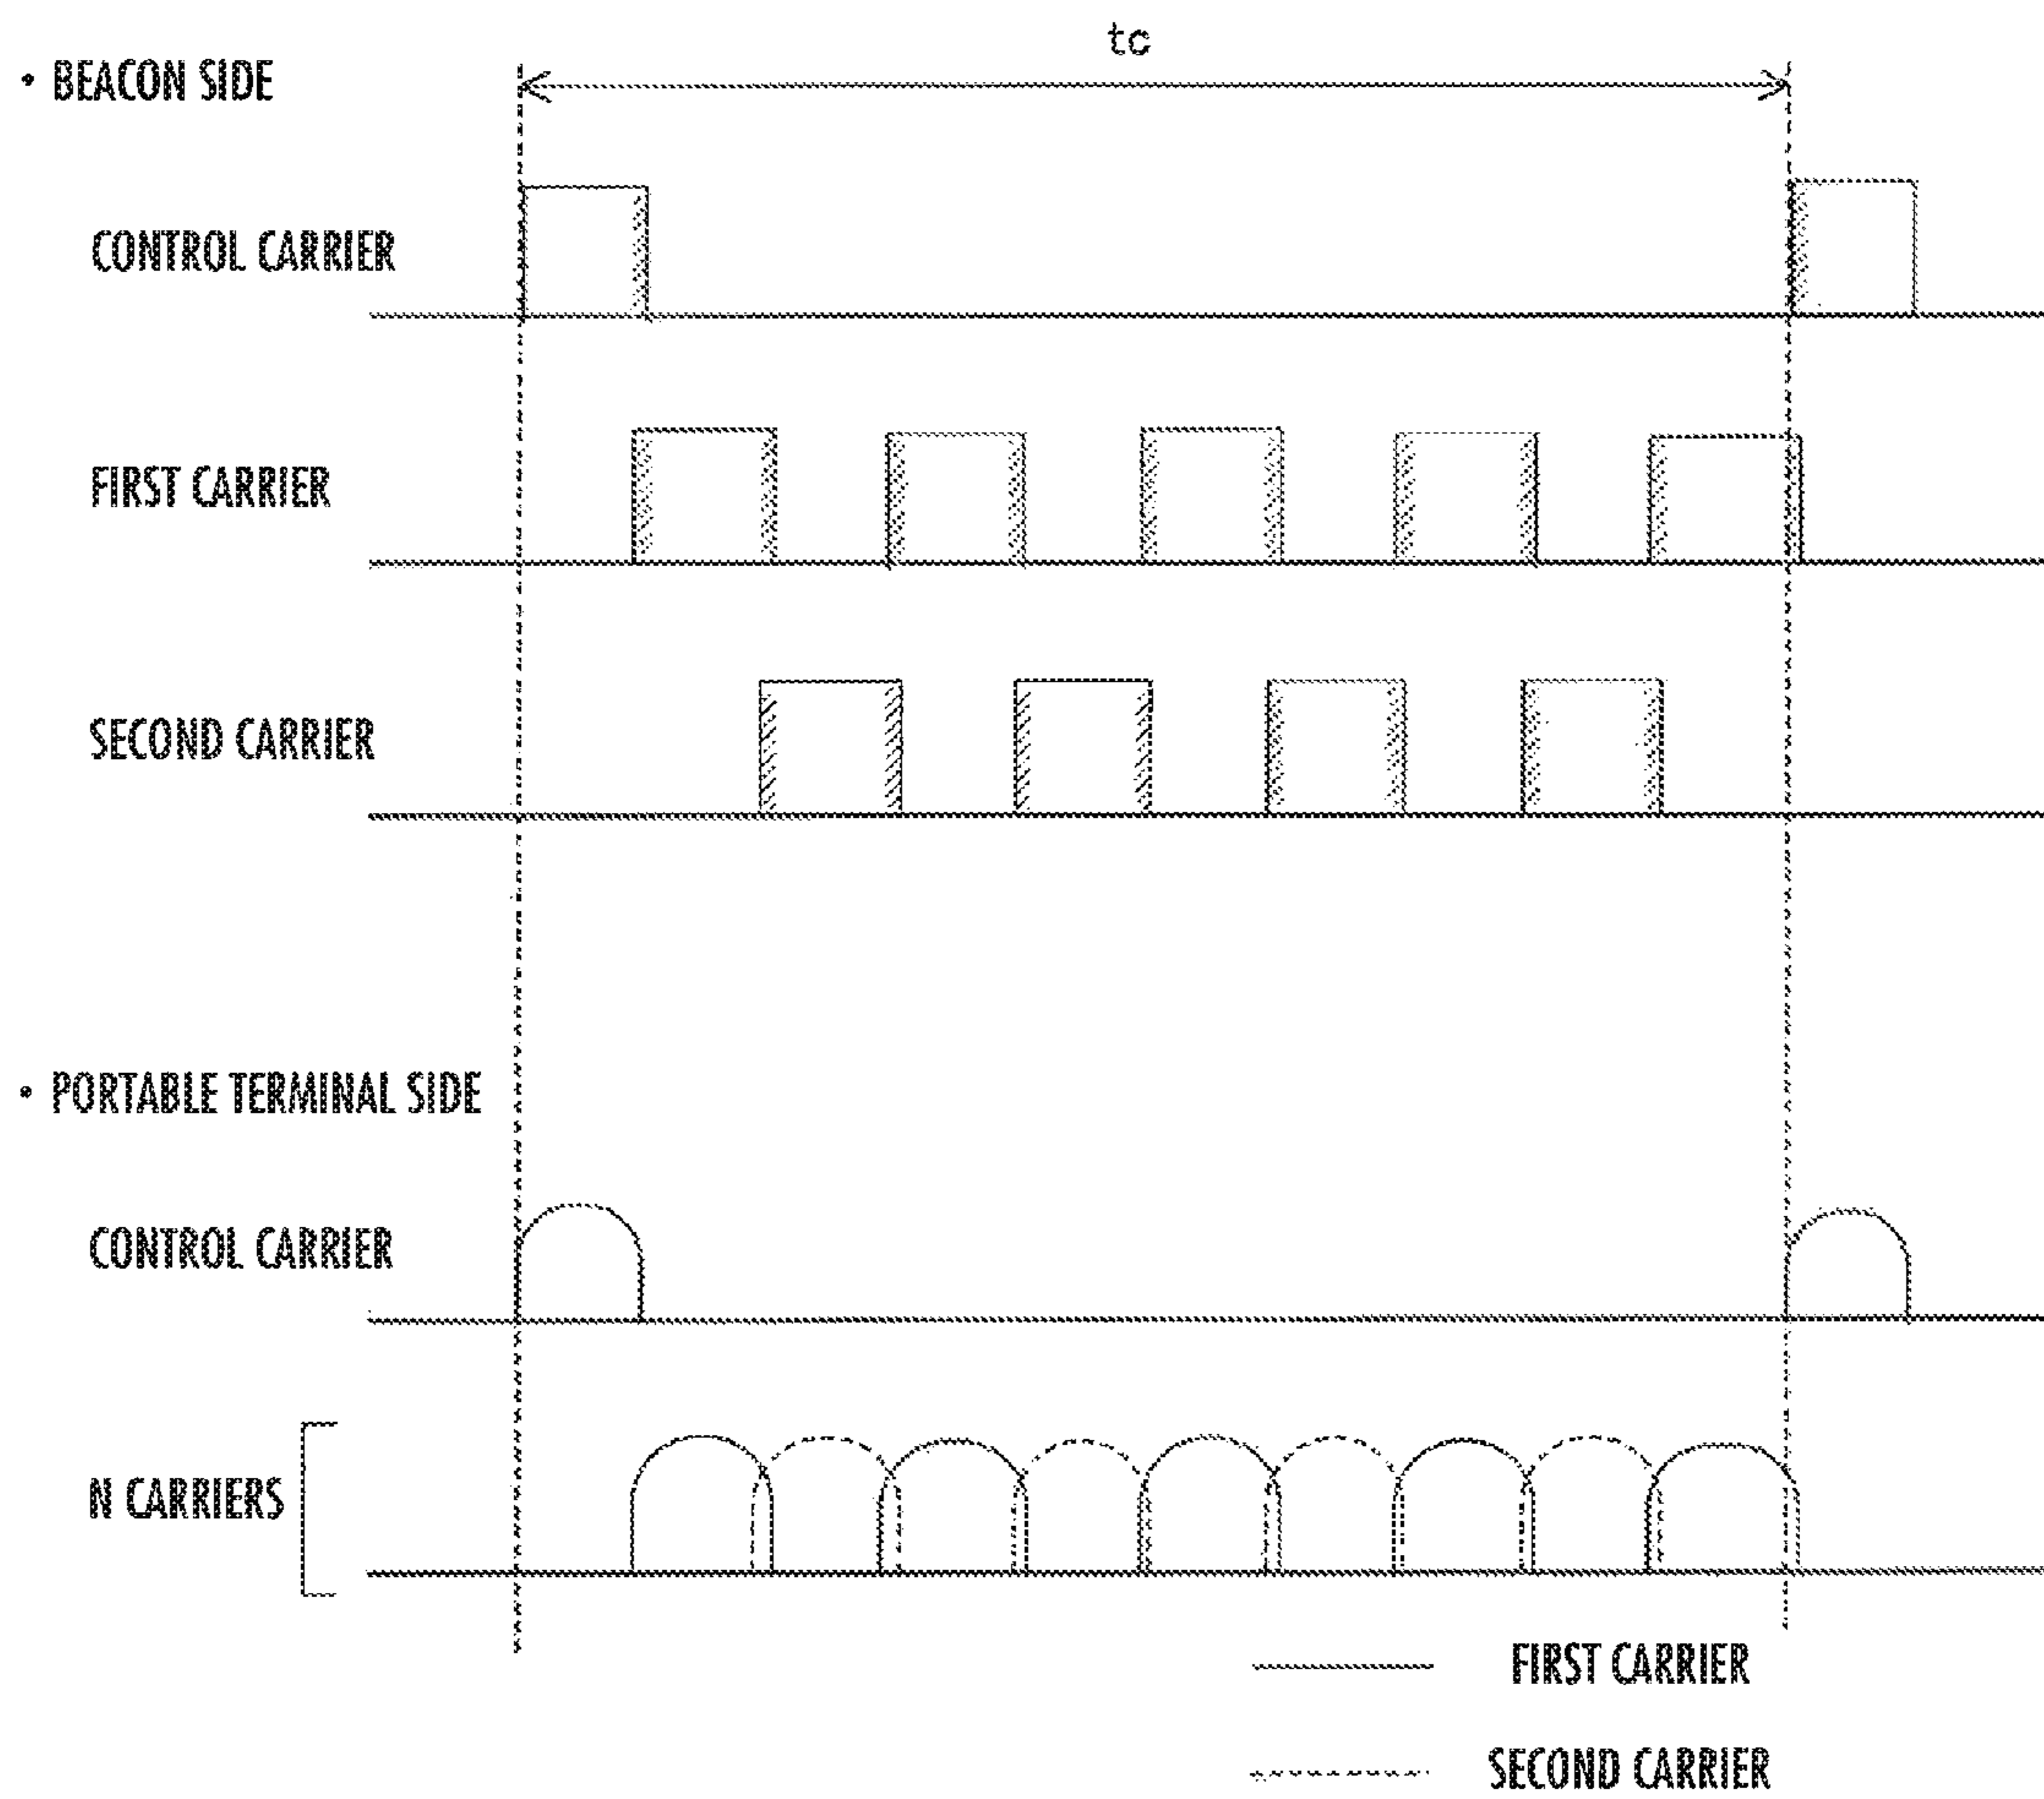 tc
• BEACON SIDE
CONTROL CARRIER
FIRST CARRIER
SECOND CARRIER
• PORTABLE TERMINAL SIDE
CONTROL CARRIER
N CARRIERS
FIRST CARRIER
SECOND CARRIER